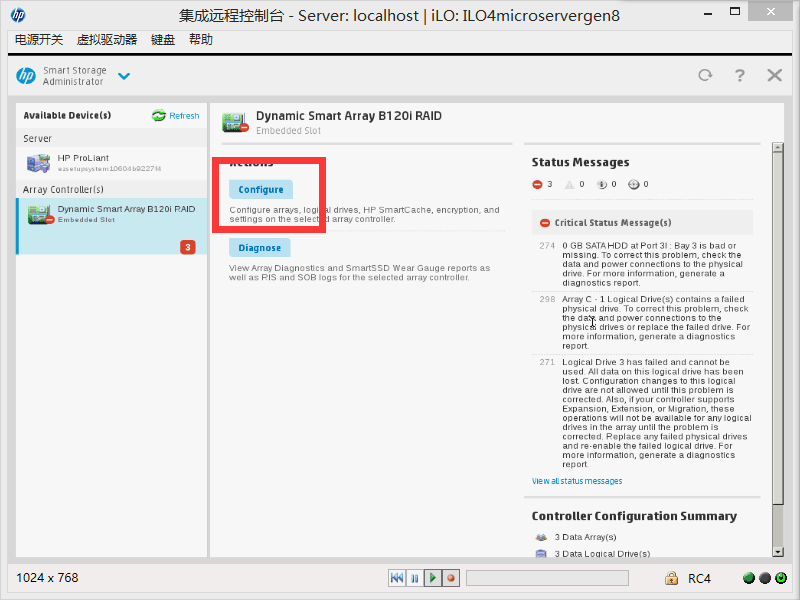 集成远程控制台 - Server: localhost | iLO: ILO4microservergen8
电源开关 虚拟驱动器 键盘 帮助
hp
Smart Storage
Administrator
Available Device(s)
Refresh
Server
HP ProLiant
Array Controller(s)
Dynamic Smart Array B120i RAID
Embedded Slot
3
Dynamic Smart Array B120i RAID
Embedded Slot
Actions
Configure
Configure arrays, logical drives, HP SmartCache, encryption, and
settings on the selected array controller.
Diagnose
View Array Diagnostics and SmartSSD Wear Gauge reports as
well as RIS and SOB logs for the selected array controller.
Status Messages
3 0 0 0
Critical Status Message(s)
274 0 GB SATA HDD at Port 3I : Bay 3 is bad or
missing. To correct this problem, check the
data and power connections to the physical
drive. For more information, generate a
diagnostics report.
298 Array C - 1 Logical Drive(s) contains a failed
physical drive. To correct this problem, check
the data and power connections to the
physical drives or replace the failed drive. For
more information, generate a diagnostics
report.
271 Logical Drive 3 has failed and cannot be
used. All data on this logical drive has been
lost. Configuration changes to this logical
drive are not allowed until this problem is
corrected. Also, if your controller supports
Expansion, Extension, or Migration, these
operations will not be available for any logical
drives in the array until the problem is
corrected. Replace any failed physical drives
and re-enable the failed logical drive. For
more information, generate a diagnostics
report.
View all status messages
Controller Configuration Summary
3 Data Array(s)
3 Data Logical Drive(s)
1024 x 768
RC4